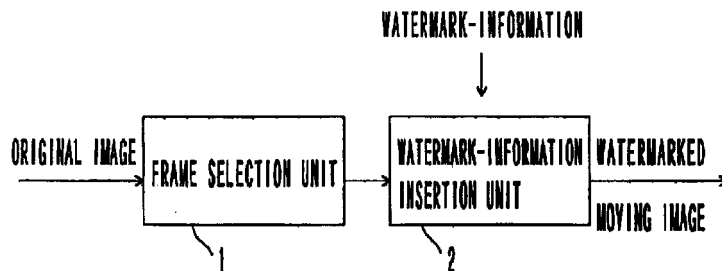 WATERMARK-INFORMATION
ORIGINAL IMAGE
FRAME SELECTION UNIT
WATERMARK-INFORMATION
INSERTION UNIT
WATERMARKED
MOVING IMAGE
1
2